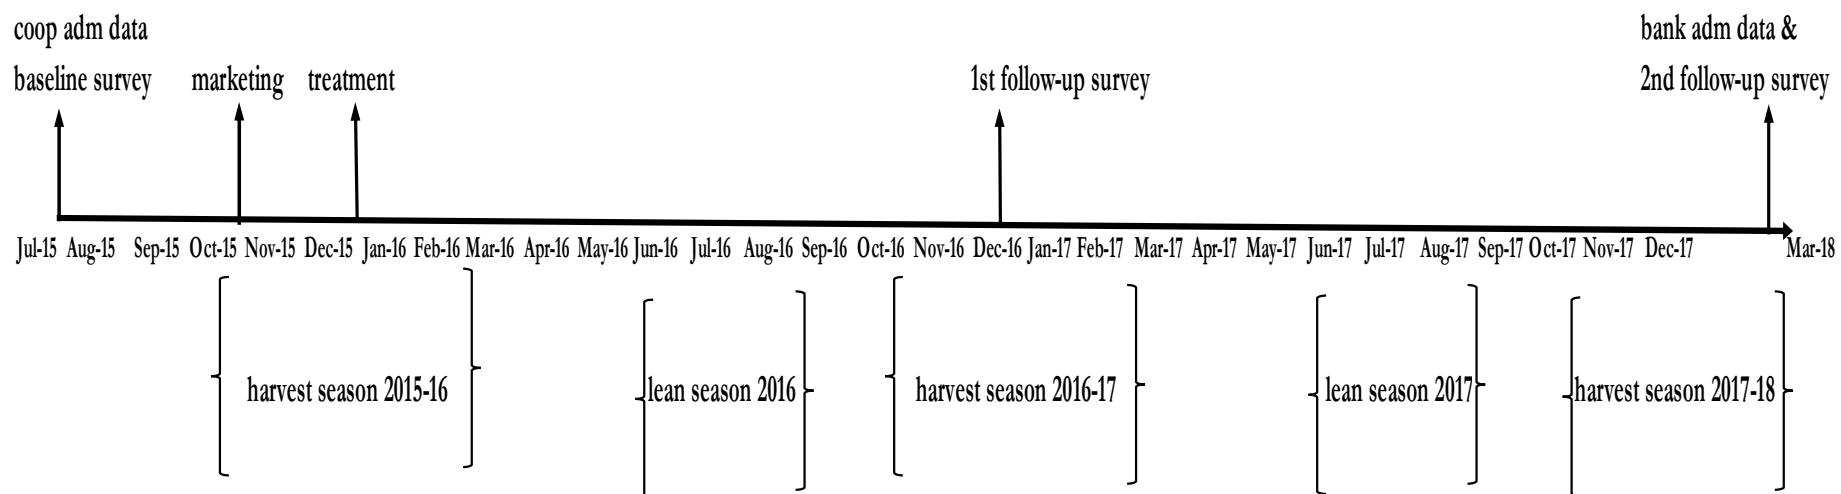 coop adm data
bank adm data &
baseline survey
marketing
treatment
1st follow-up survey
2nd follow-up survey
Jul-15 Aug-15 Sep-15 Oct-15 Nov-15 Dec-15 Jan-16 Feb-16 Mar-16 Apr-16 May-16 Jun-16 Jul-16 Aug-16 Sep-16 Oct-16 Nov-16 Dec-16 Jan-17 Feb-17 Mar-17 Apr-17 May-17 Jun-17 Jul-17 Aug-17 Sep-17 Oct-17 Nov-17 Dec-17 Mar-18
harvest season 2015-16
lean season 2016
harvest season 2016-17
lean season 2017
harvest season 2017-18